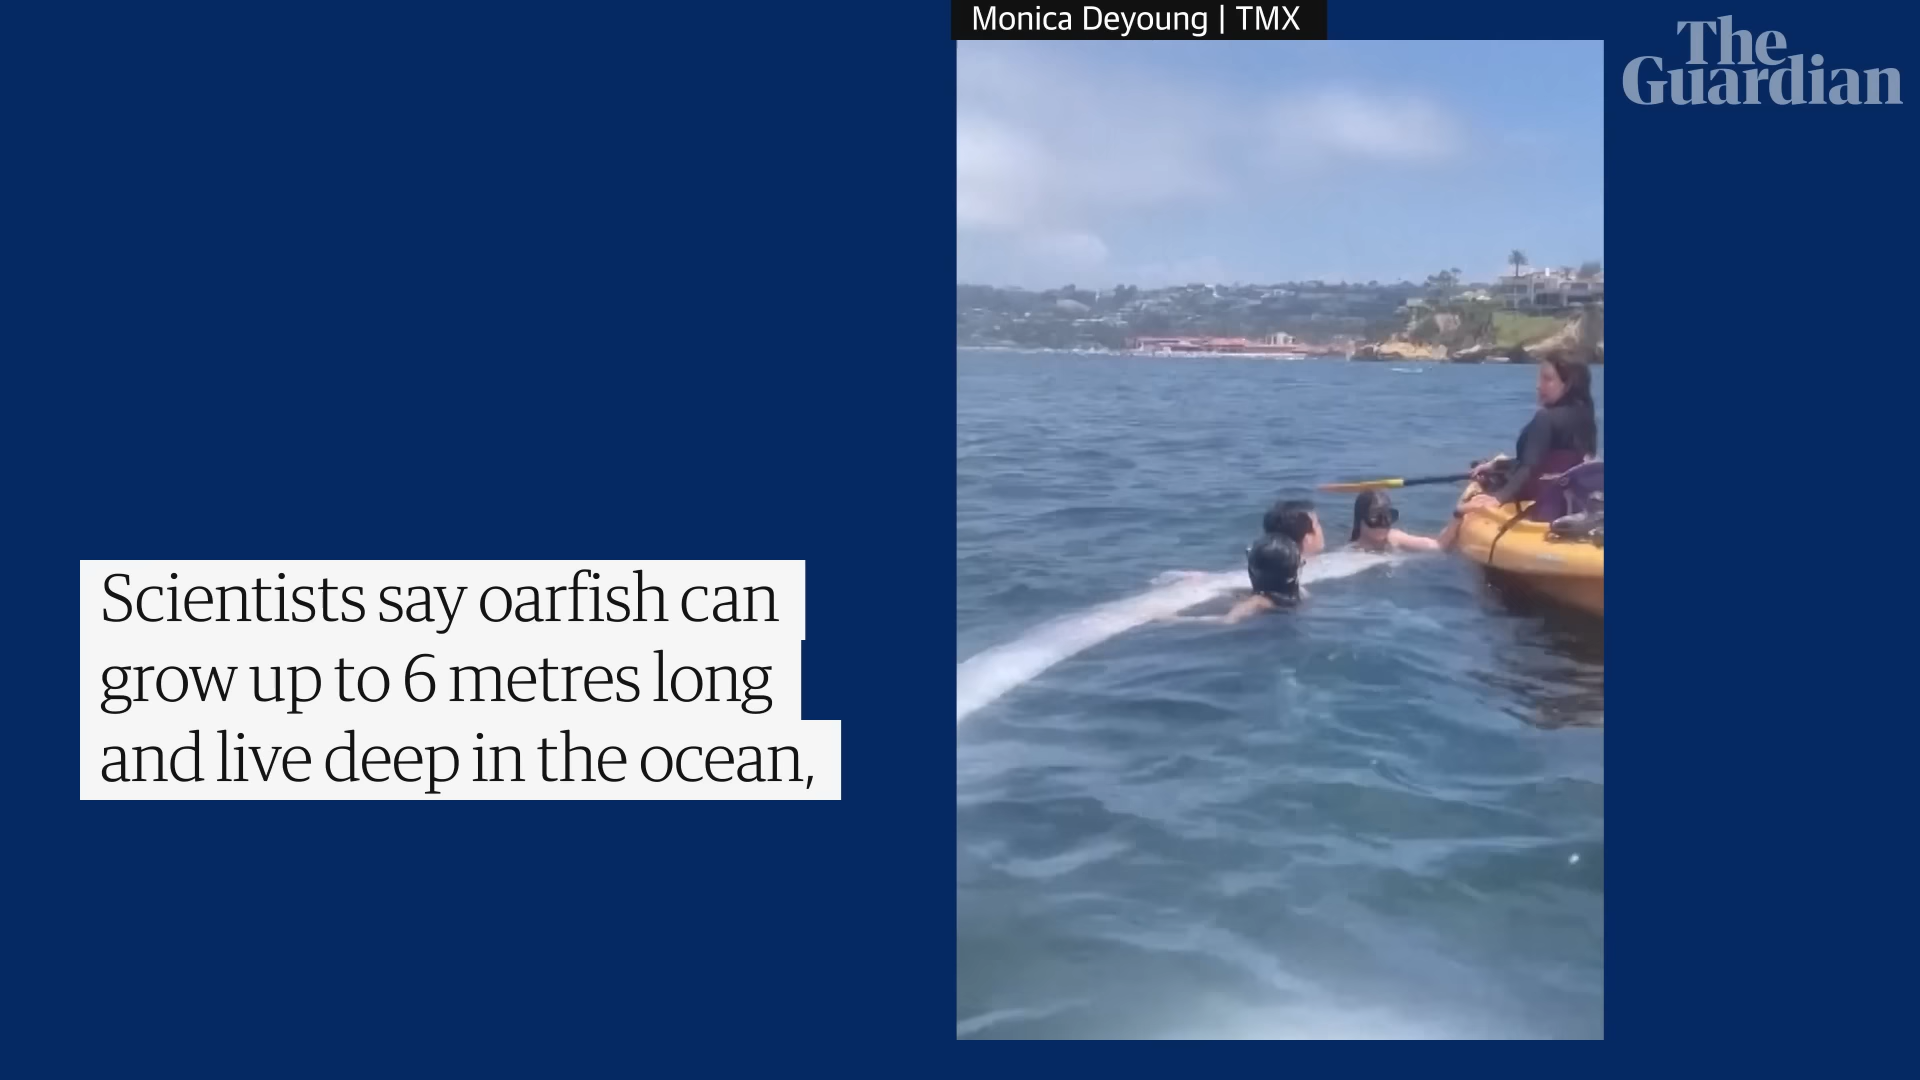 Monica Deyoung | TMX
The
Guardian
Scientists say oarfish can
grow up to 6 metres long
and live deep in the ocean,